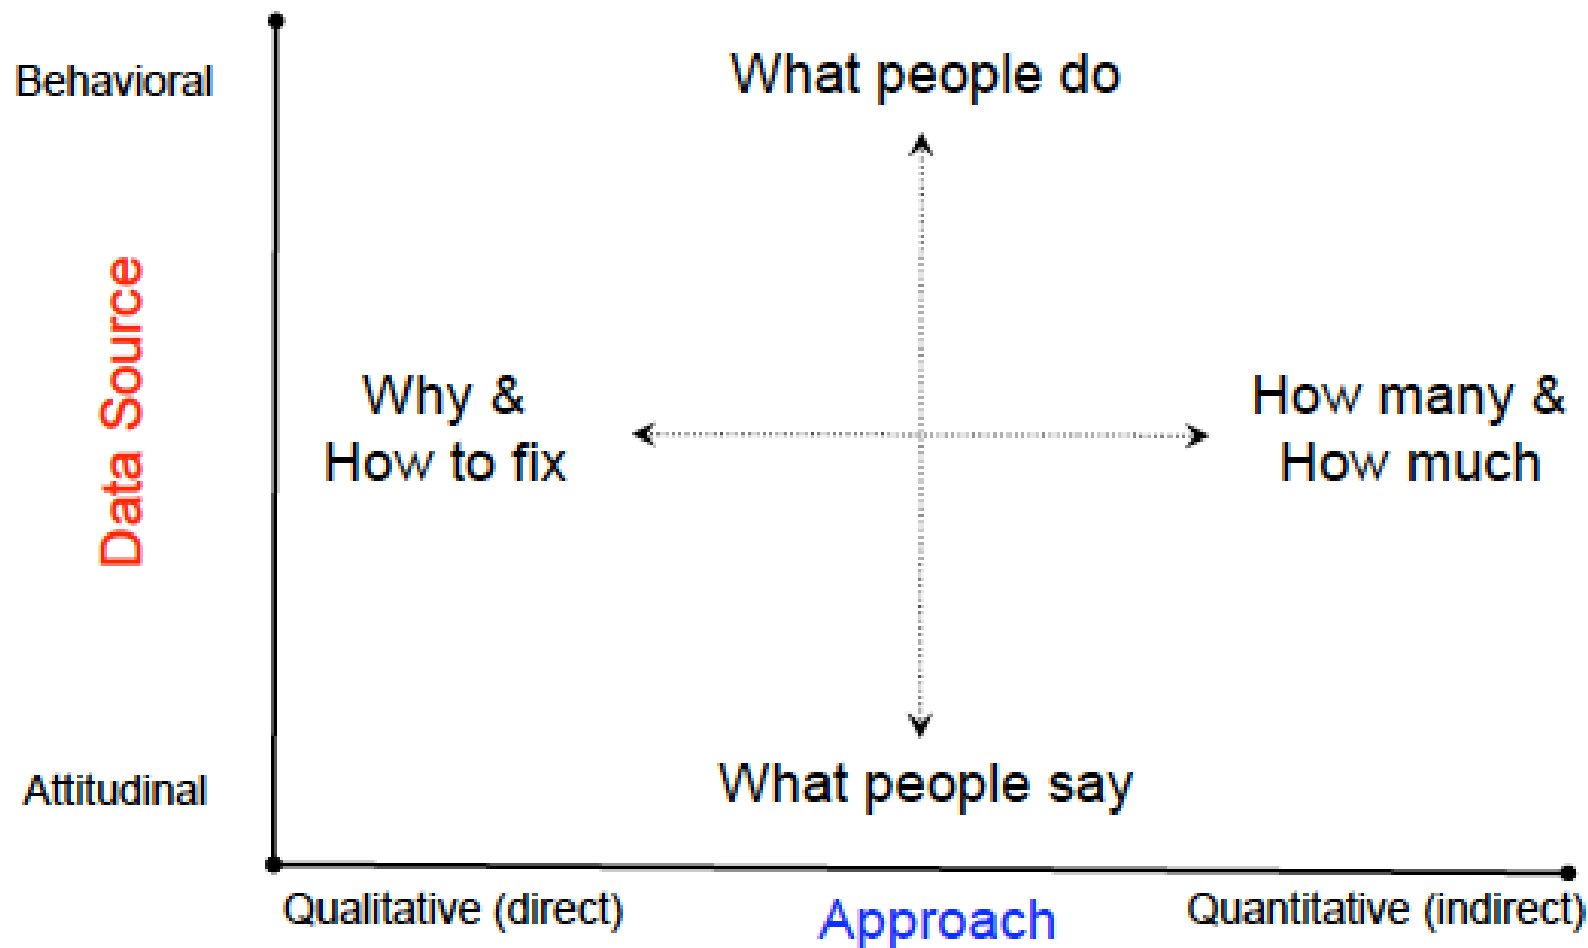 Behavioral
What people do
Data Source
Why &
How to fix
How many &
How much
Attitudinal
What people say
Qualitative (direct)
Approach
Quantitative (indirect)